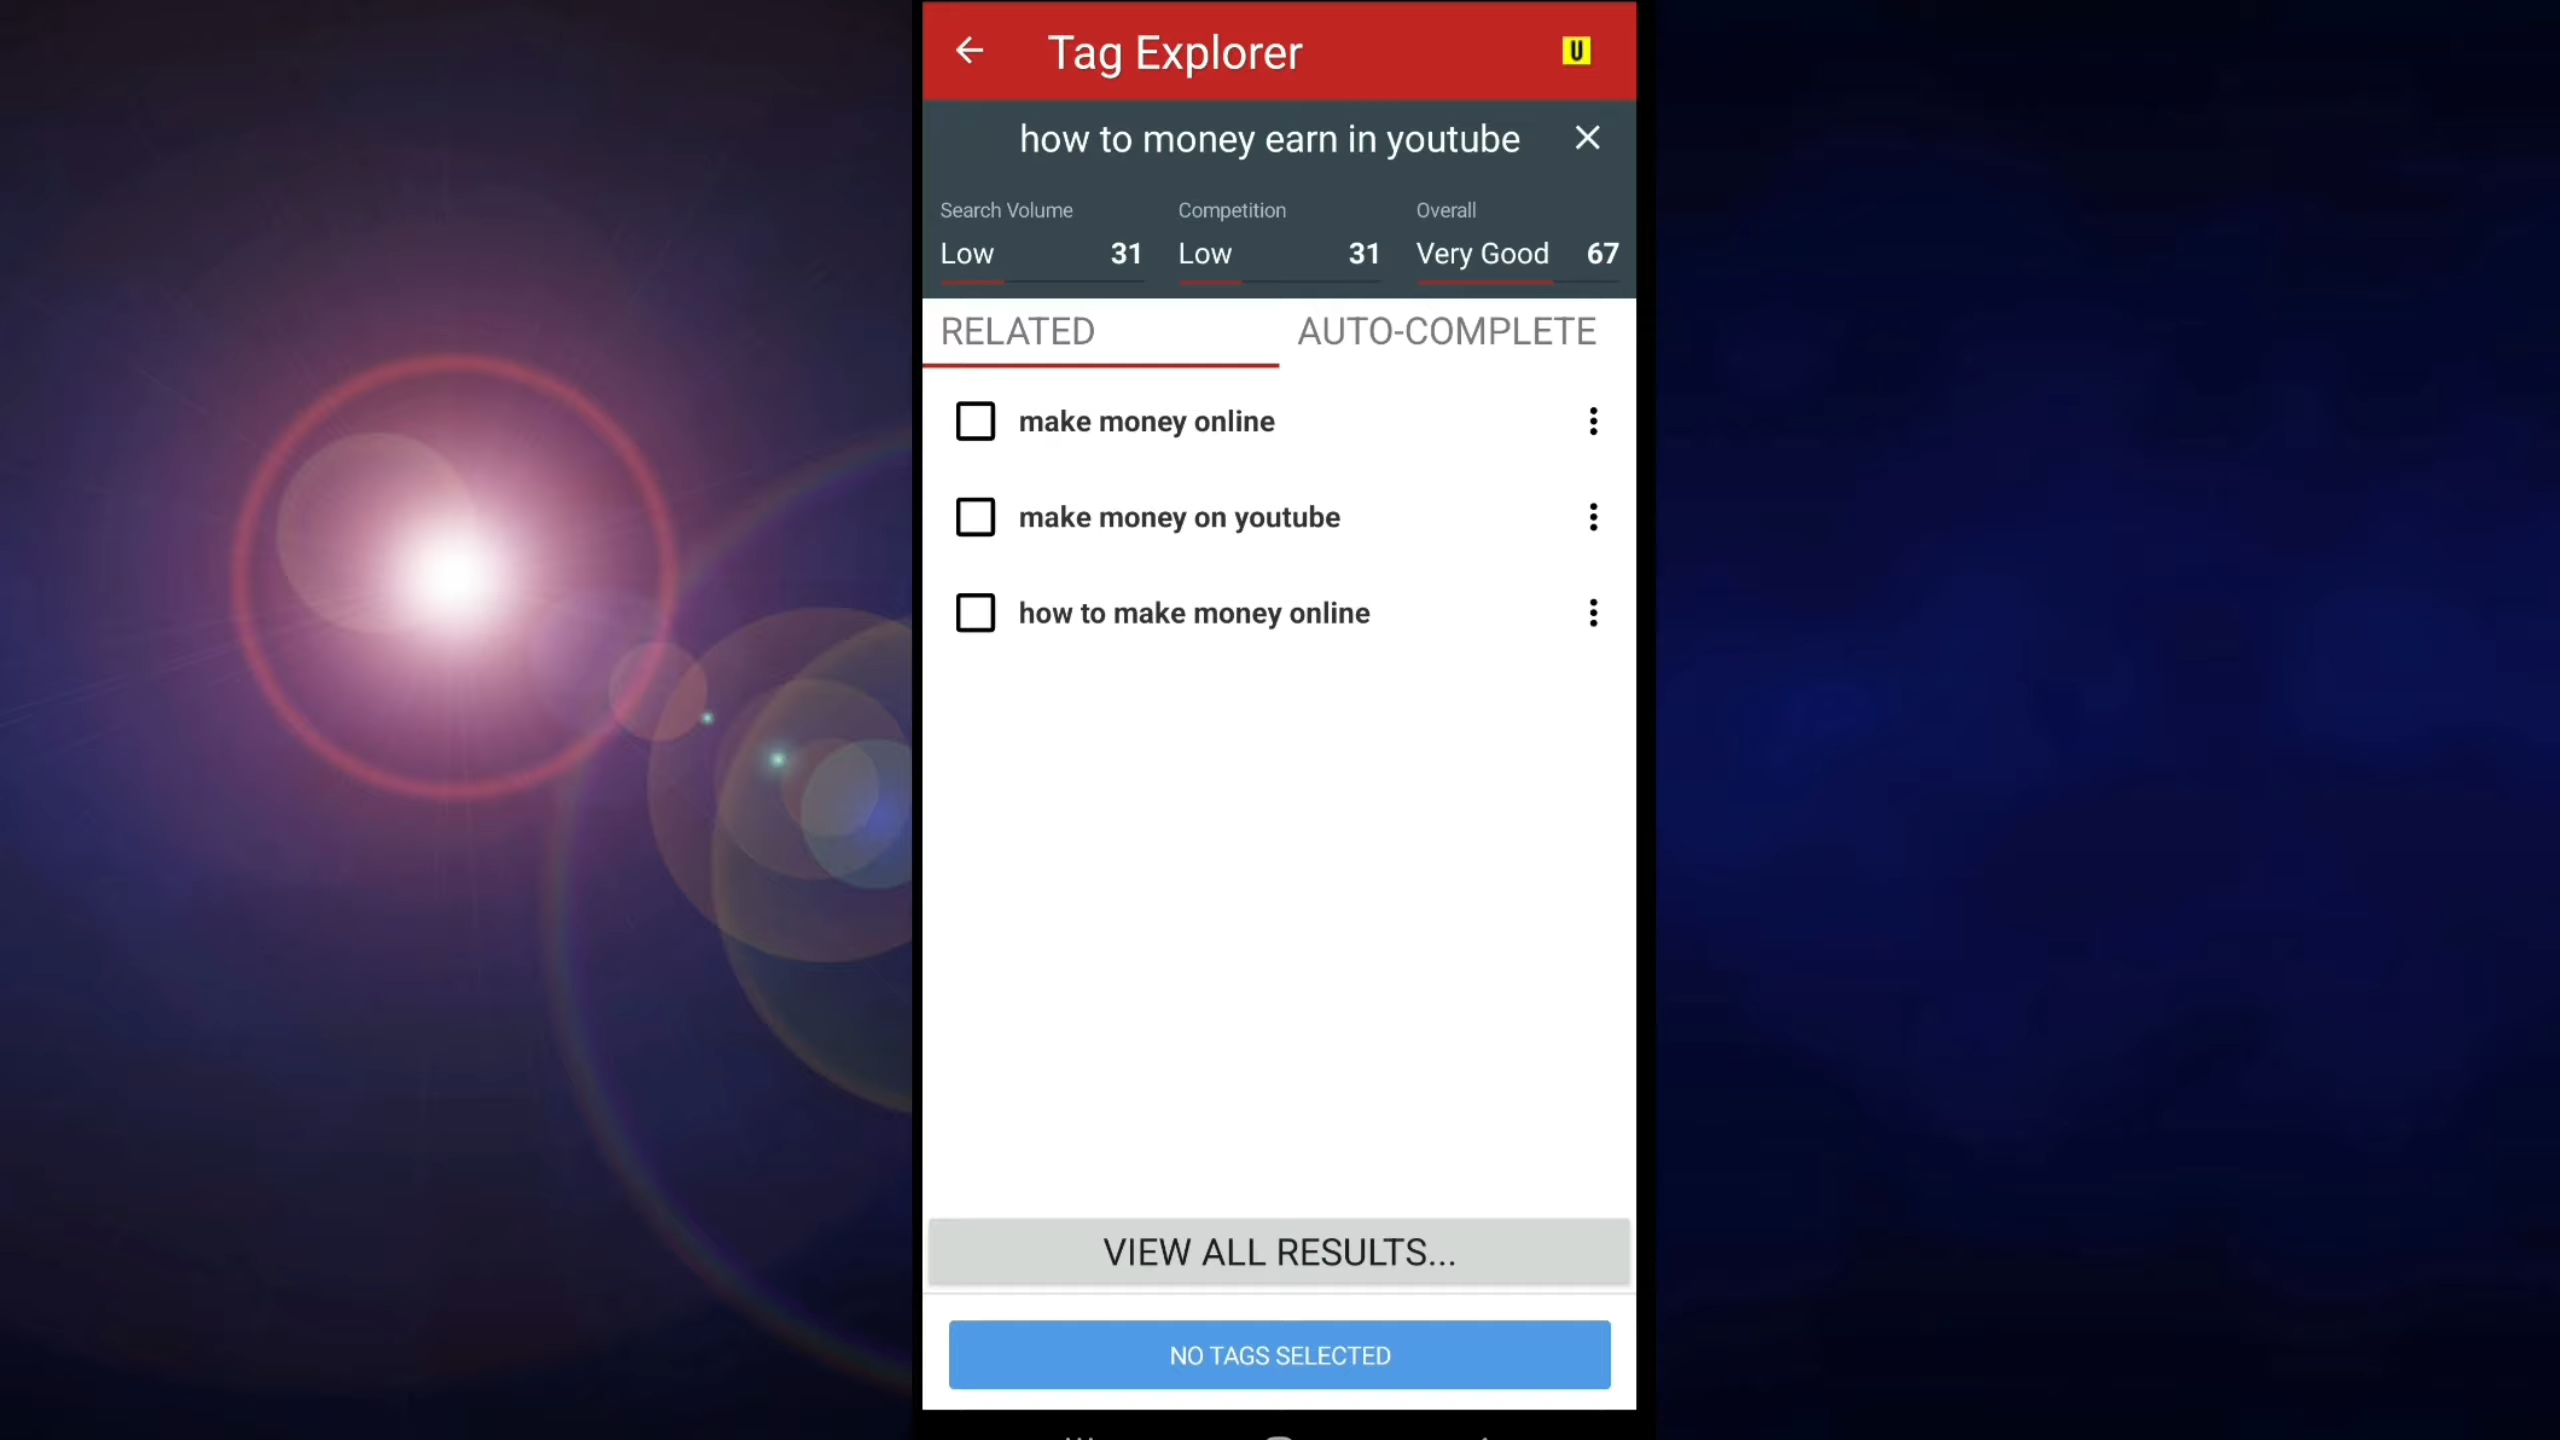 Tag Explorer
U
how to money earn in youtube
Search Volume Competition Overall
Low 31 Low 31 Very Good 67
RELATED AUTO-COMPLETE
make money online
make money on youtube
how to make money online
VIEW ALL RESULTS...
NO TAGS SELECTED